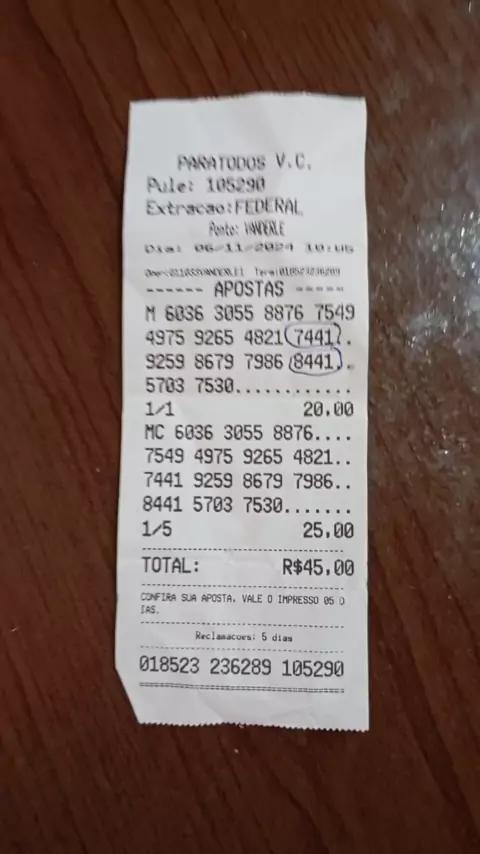 PARATODOS V.C.
Pule: 105290
Extracao:FEDERAL
Ponto: VANDERLE
Dia: 06/11/2024
------ APOSTAS -----
M 6036 3055 8876 7549
4975 9265 4821 7441..
9259 8679 7986 8441..
5703 7530............
1/1 20,00
MC 6036 3055 8876....
7549 4975 9265 4821..
7441 9259 8679 7986..
8441 5703 7530.......
1/5 25,00
TOTAL: R$45,00
CONFIRA SUA APOSTA. VALE O IMPRESSO 05 D
IAS.
Reclamacoes: 5 dias
018523 236289 105290